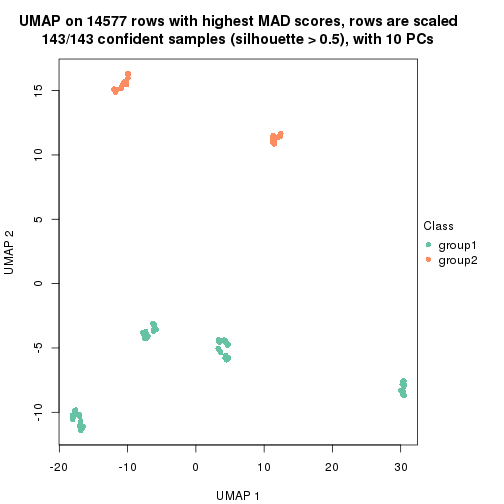 UMAP on 14577 rows with highest MAD scores, rows are scaled
143/143 confident samples (silhouette > 0.5), with 10 PCs
15
10
5
0
-5
-10
UMAP 2
-20
-10
0
10
20
30
UMAP 1
Class
group1
group2